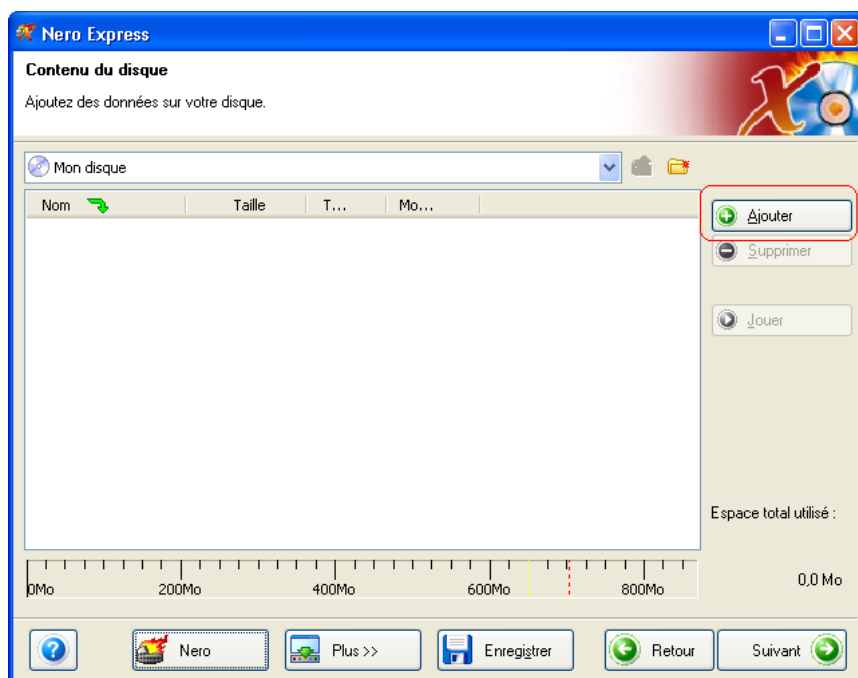 Nero Express
Contenu du disque
Ajoutez des données sur votre disque.
Mon disque
Nom Taille T... Mo...
Ajouter
Supprimer
Jouer
Espace total utilisé :
0Mo 200Mo 400Mo 600Mo 800Mo
0,0 Mo
Nero Plus >> Enregistrer Retour Suivant